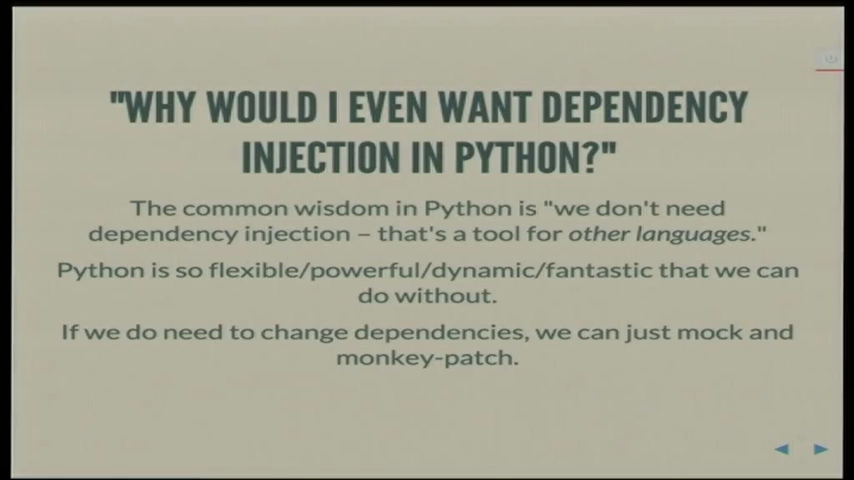 "WHY WOULD I EVEN WANT DEPENDENCY
INJECTION IN PYTHON?"
The common wisdom in Python is "we don't need
dependency injection – that's a tool for other languages."
Python is so flexible/powerful/dynamic/fantastic that we can
do without.
If we do need to change dependencies, we can just mock and
monkey-patch.